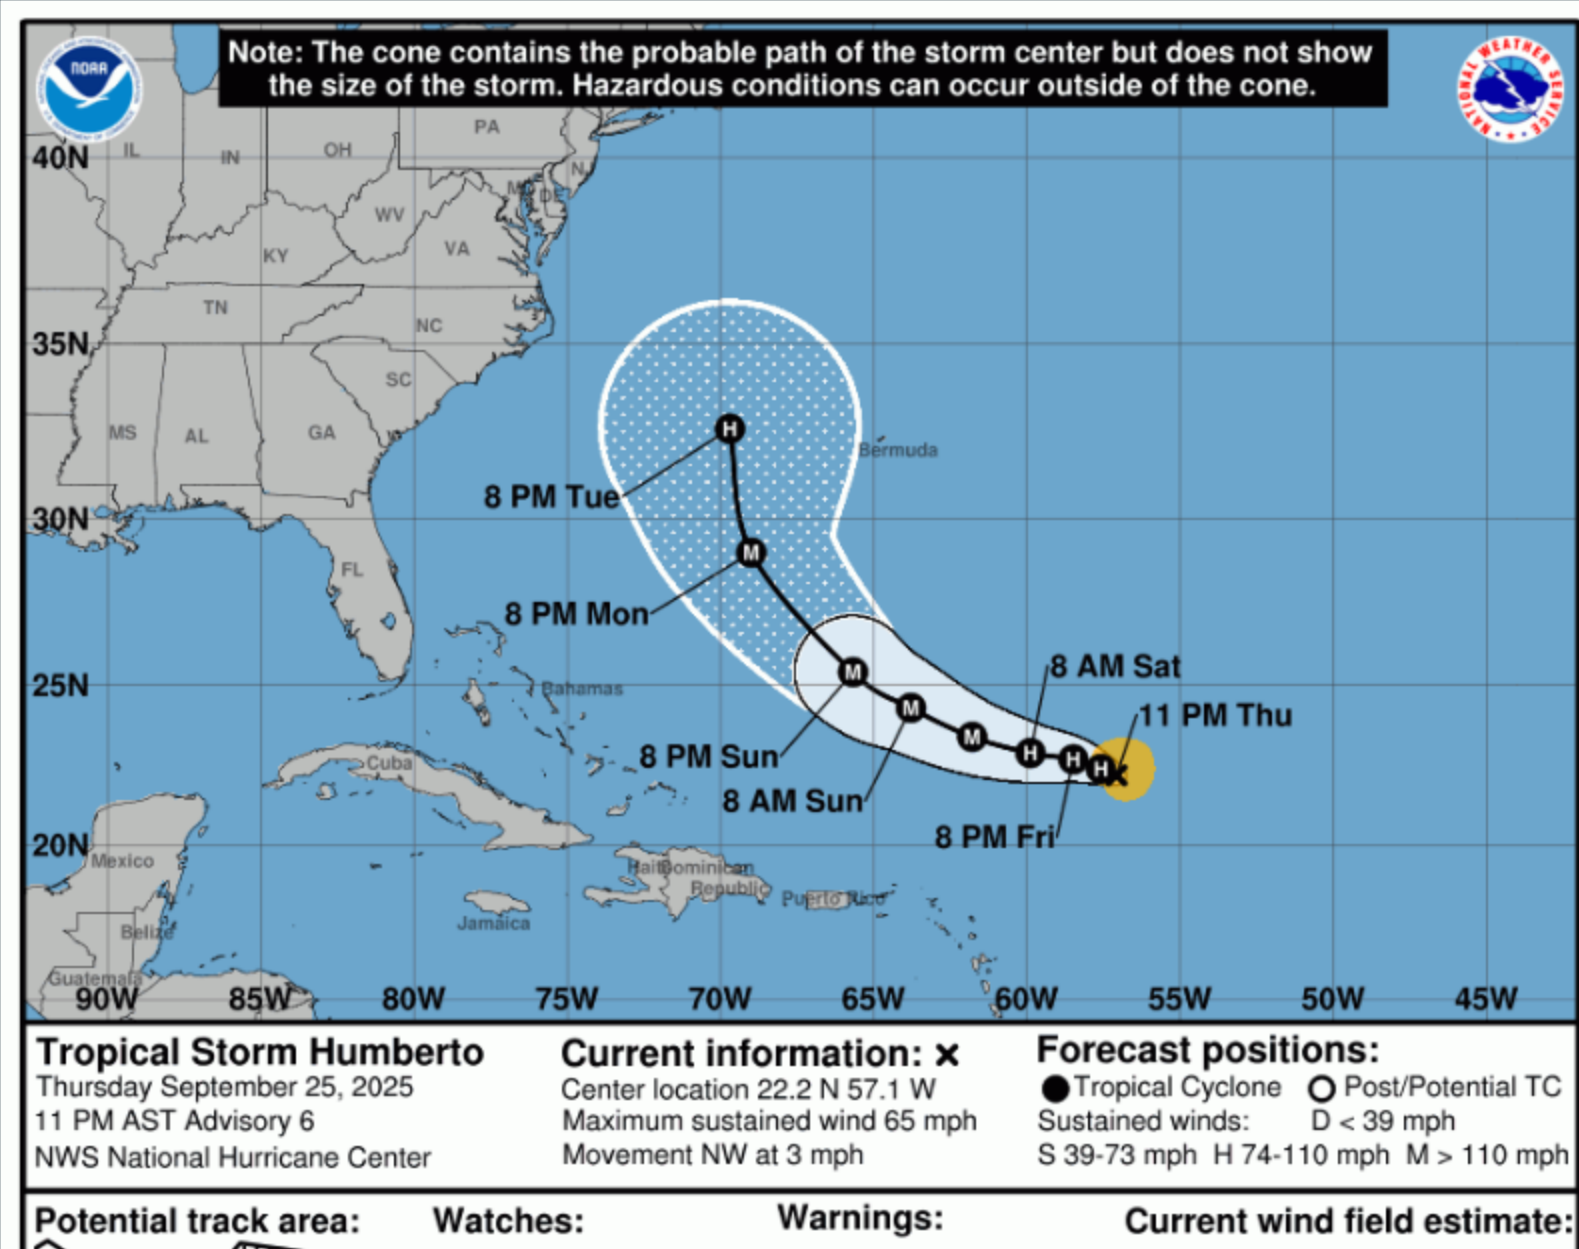 Note: The cone contains the probable path of the storm center but does not show
the size of the storm. Hazardous conditions can occur outside of the cone.
NOAA
NATIONAL WEATHER SERVICE
40N
IL
IN
OH
PA
NJ
MD
DE
WV
KY
VA
TN
NC
35N
SC
MS
AL
GA
Bermuda
8 PM Tue
30N
FL
8 PM Mon
25N
Bahamas
8 AM Sat
11 PM Thu
8 PM Sun
Cuba
8 AM Sun
8 PM Fri
20N
Mexico
Haiti
Dominican
Republic
Puerto Rico
Jamaica
Belize
Guatemala
90W 85W 80W 75W 70W 65W 60W 55W 50W 45W
Tropical Storm Humberto
Thursday September 25, 2025
11 PM AST Advisory 6
NWS National Hurricane Center
Current information: x
Center location 22.2 N 57.1 W
Maximum sustained wind 65 mph
Movement NW at 3 mph
Forecast positions:
Tropical Cyclone Post/Potential TC
Sustained winds: D < 39 mph
S 39-73 mph H 74-110 mph M > 110 mph
Potential track area:
Watches:
Warnings:
Current wind field estimate:
H
M
M
M
M
H
H
H